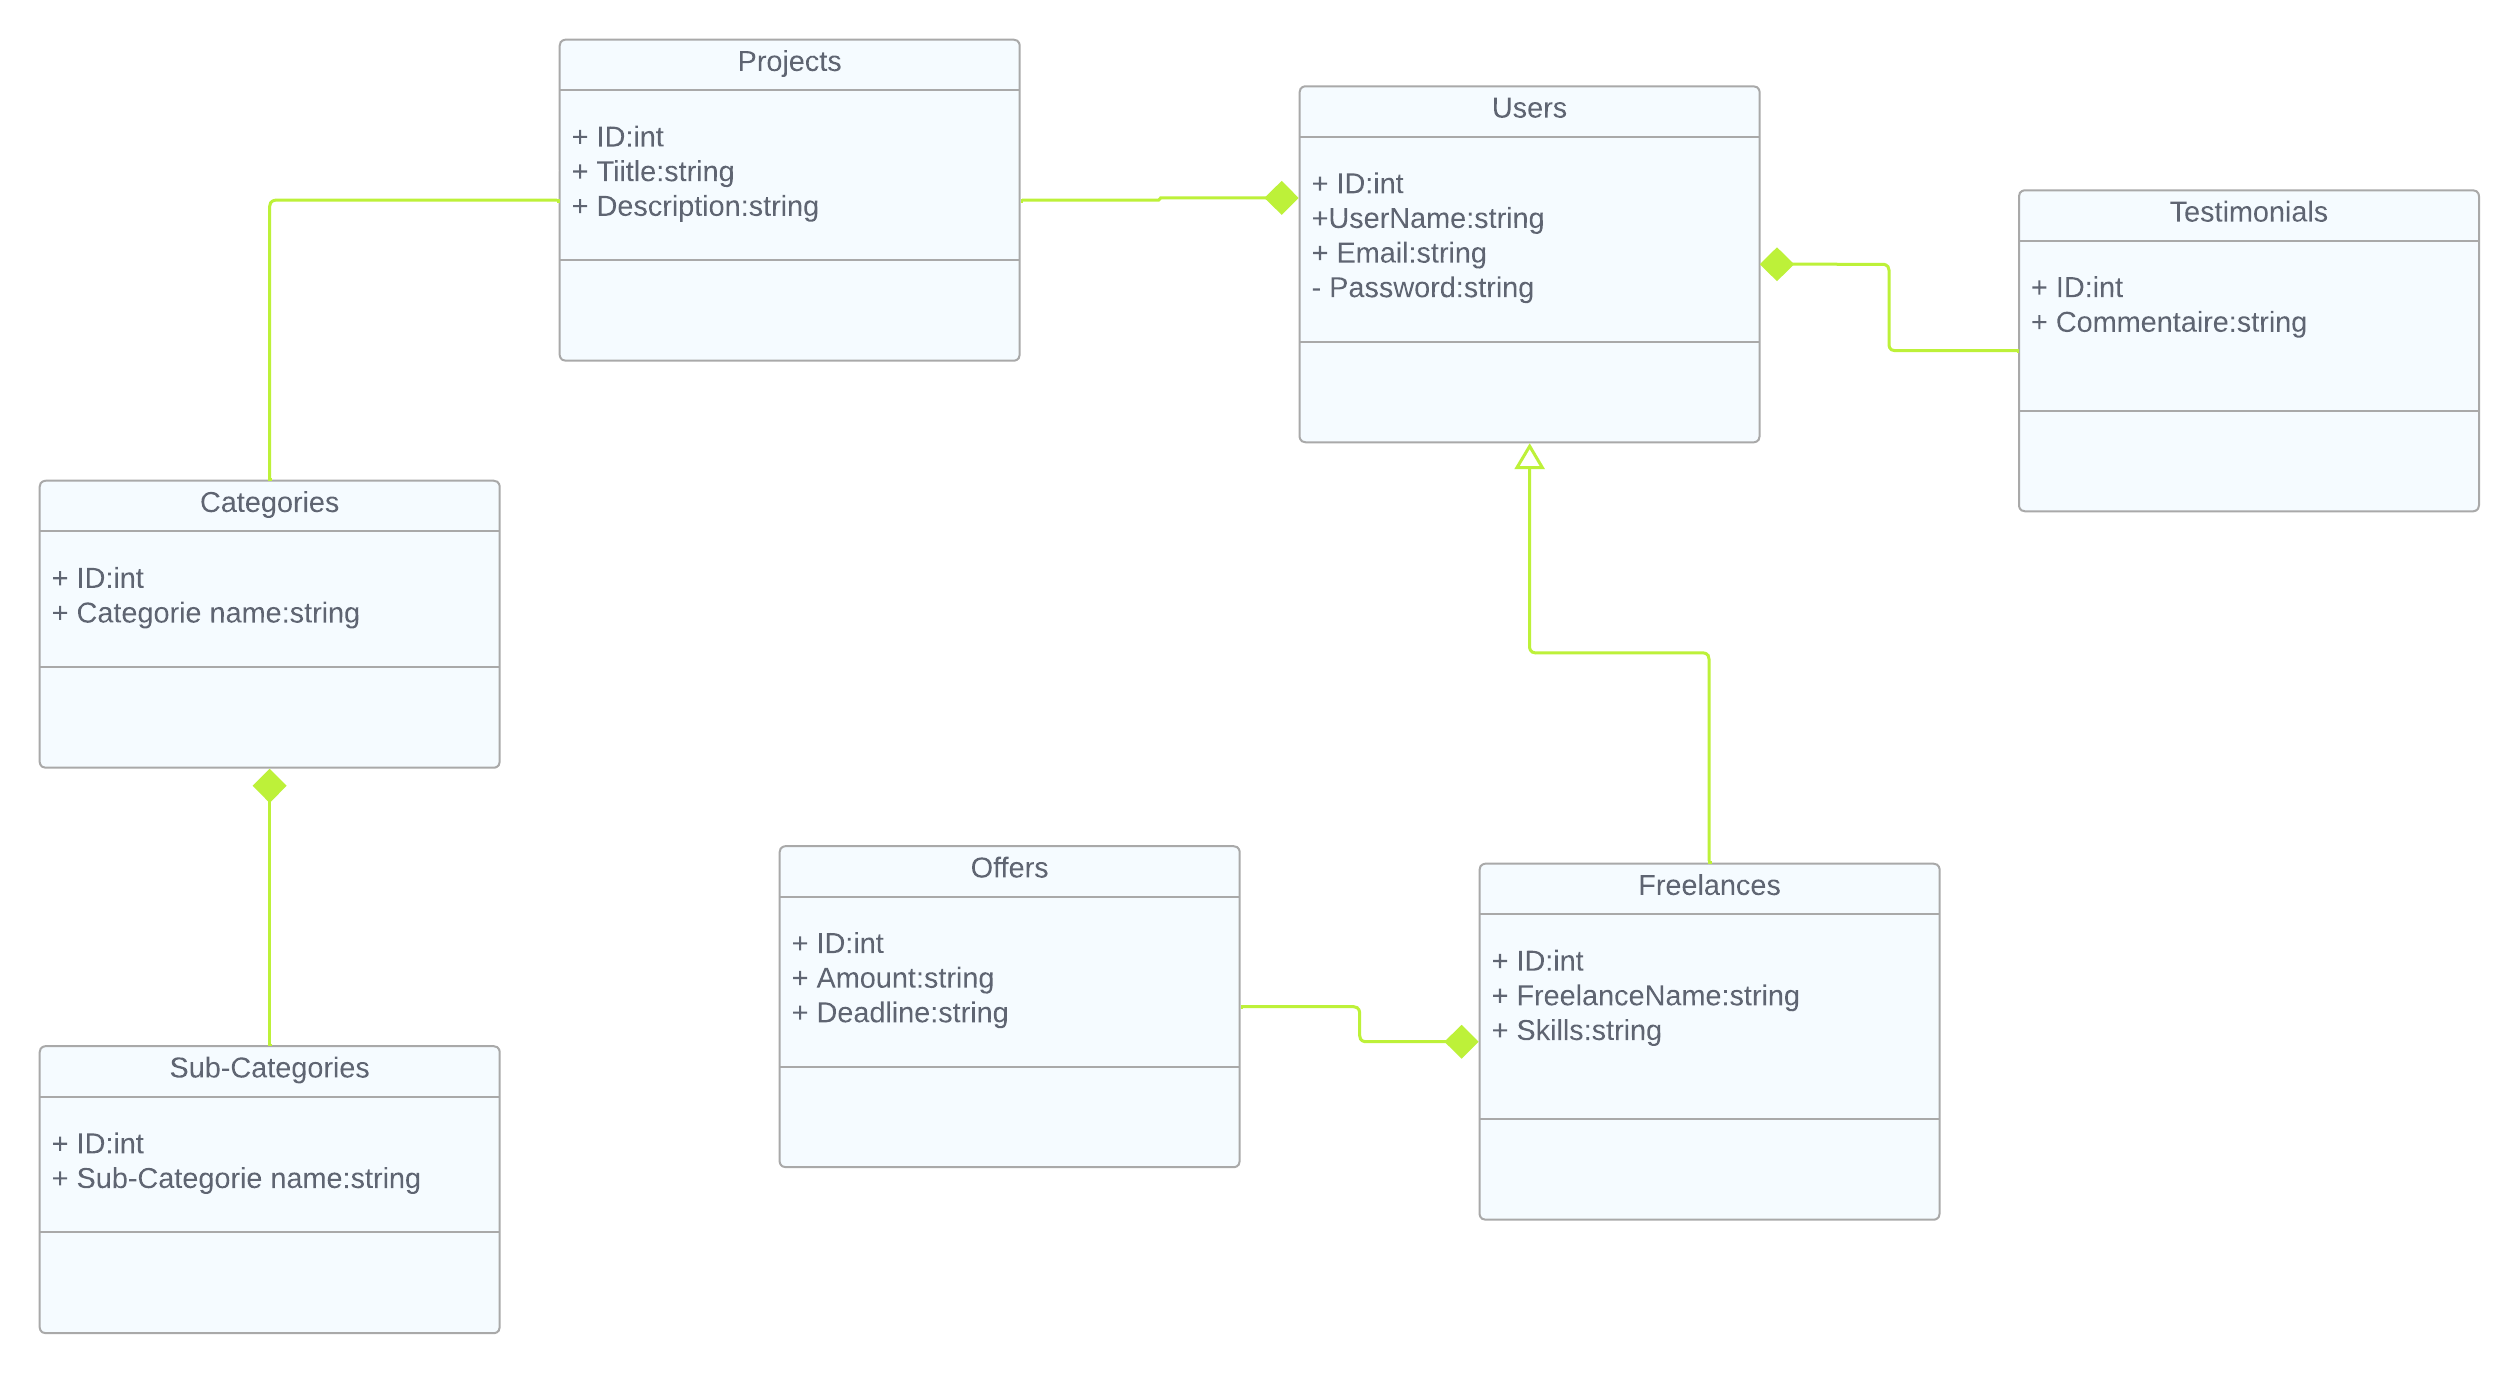 Projects
+ ID:int
+ Tiitle:string
+ Description:string
Users
+ ID:int
+UserName:string
+ Email:string
- Password:string
Testimonials
+ ID:int
+ Commentaire:string
Categories
+ ID:int
+ Categorie name:string
Offers
+ ID:int
+ Amount:string
+ Deadline:string
Freelances
+ ID:int
+ FreelanceName:string
+ Skills:string
Sub-Categories
+ ID:int
+ Sub-Categorie name:string